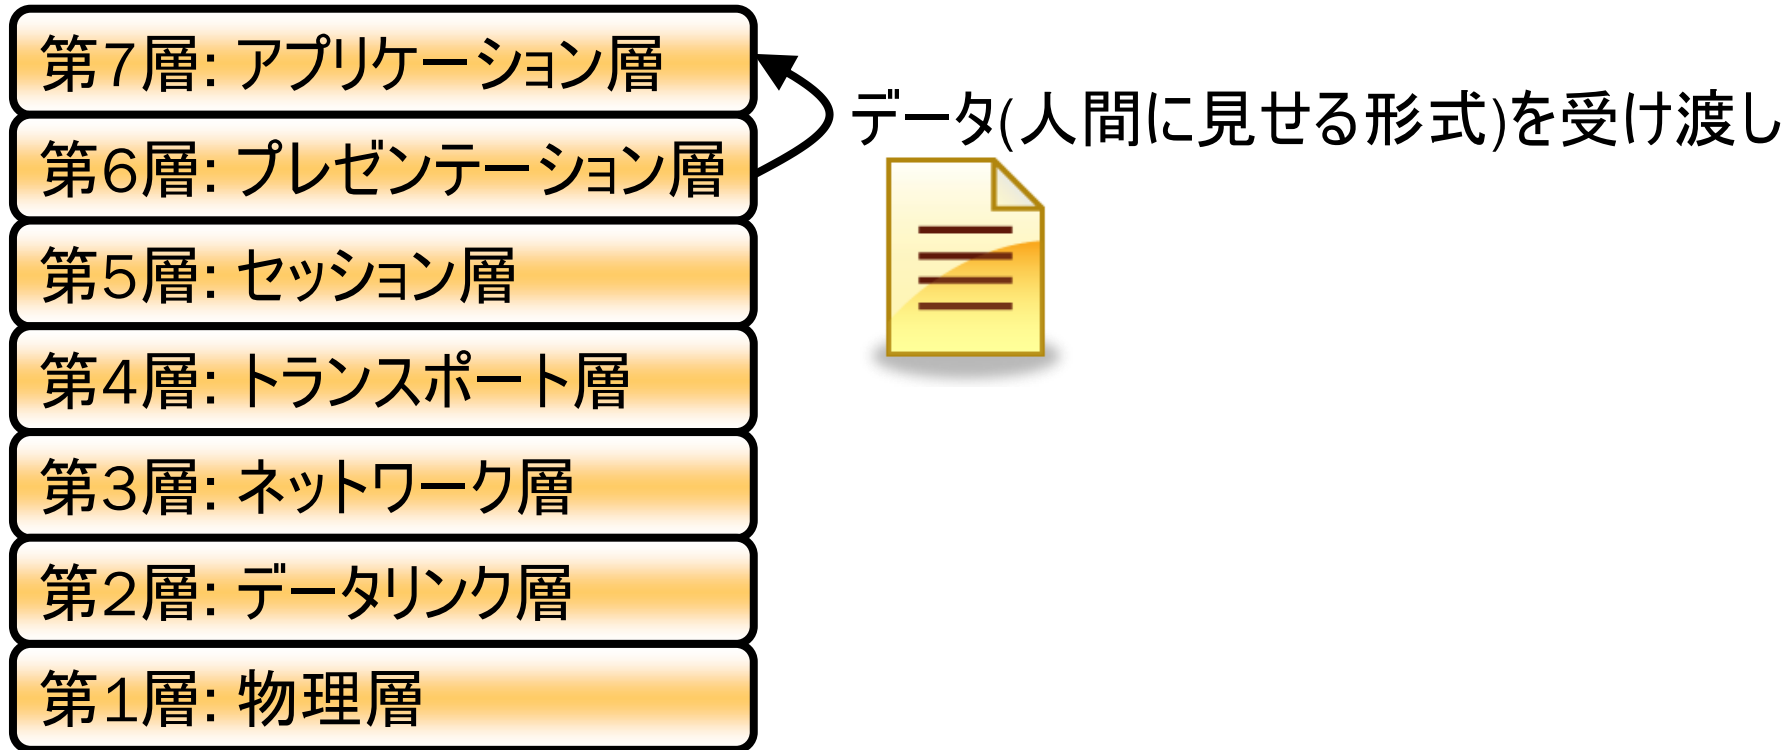 第7層: アプリケーション層
データ(人間に見せる形式)を受け渡し
第6層: プレゼンテーション層
第5層: セッション層
第4層: トランスポート層
第3層: ネットワーク層
第2層: データリンク層
第1層: 物理層